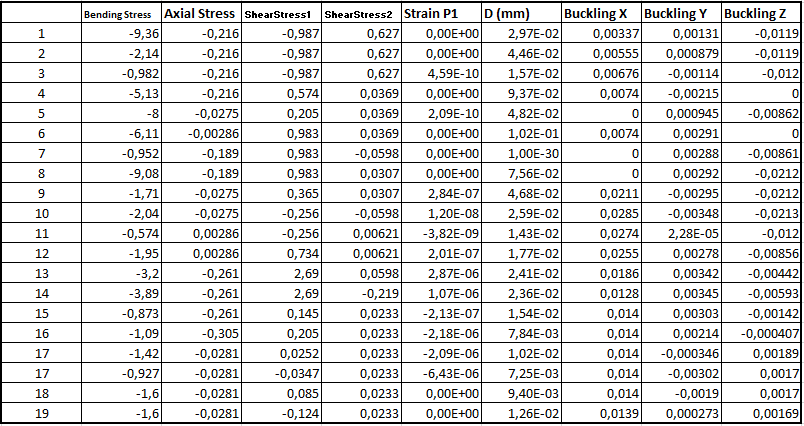 Bending Stress Axial Stress ShearStress1 ShearStress2 Strain P1 D (mm) Buckling X Buckling Y Buckling Z
1 -9,36 -0,216 -0,987 0,627 0,00E+00 2,97E-02 0,00337 0,00131 -0,0119
2 -2,14 -0,216 -0,987 0,627 0,00E+00 4,46E-02 0,00555 0,000879 -0,0119
3 -0,982 -0,216 -0,987 0,627 4,59E-10 1,57E-02 0,00676 -0,00114 -0,012
4 -5,13 -0,216 0,574 0,0369 0,00E+00 9,37E-02 0,0074 -0,00215 0
5 -8 -0,0275 0,205 0,0369 2,09E-10 4,82E-02 0 0,000945 -0,00862
6 -6,11 -0,00286 0,983 0,0369 0,00E+00 1,02E-01 0,0074 0,00291 0
7 -0,952 -0,189 0,983 -0,0598 0,00E+00 1,00E-30 0 0,00288 -0,00861
8 -9,08 -0,189 0,983 0,0307 0,00E+00 7,56E-02 0 0,00292 -0,0212
9 -1,71 -0,0275 0,365 0,0307 2,84E-07 4,68E-02 0,0211 -0,00295 -0,0212
10 -2,04 -0,0275 -0,256 -0,0598 1,20E-08 2,59E-02 0,0285 -0,00348 -0,0213
11 -0,574 0,00286 -0,256 0,00621 -3,82E-09 1,43E-02 0,0274 2,28E-05 -0,012
12 -1,95 0,00286 0,734 0,00621 2,01E-07 1,77E-02 0,0255 0,00278 -0,00856
13 -3,2 -0,261 2,69 0,0598 2,87E-06 2,41E-02 0,0186 0,00342 -0,00442
14 -3,89 -0,261 2,69 -0,219 1,07E-06 2,36E-02 0,0128 0,00345 -0,00593
15 -0,873 -0,261 0,145 0,0233 -2,13E-07 1,54E-02 0,014 0,00303 -0,00142
16 -1,09 -0,305 0,205 0,0233 -2,18E-06 7,84E-03 0,014 0,00214 -0,000407
17 -1,42 -0,0281 0,0252 0,0233 -2,09E-06 1,02E-02 0,014 -0,000346 0,00189
17 -0,927 -0,0281 -0,0347 0,0233 -6,43E-06 7,25E-03 0,014 -0,00302 0,0017
18 -1,6 -0,0281 0,085 0,0233 0,00E+00 9,40E-03 0,014 -0,0019 0,0017
19 -1,6 -0,0281 -0,124 0,0233 0,00E+00 1,26E-02 0,0139 0,000273 0,00169